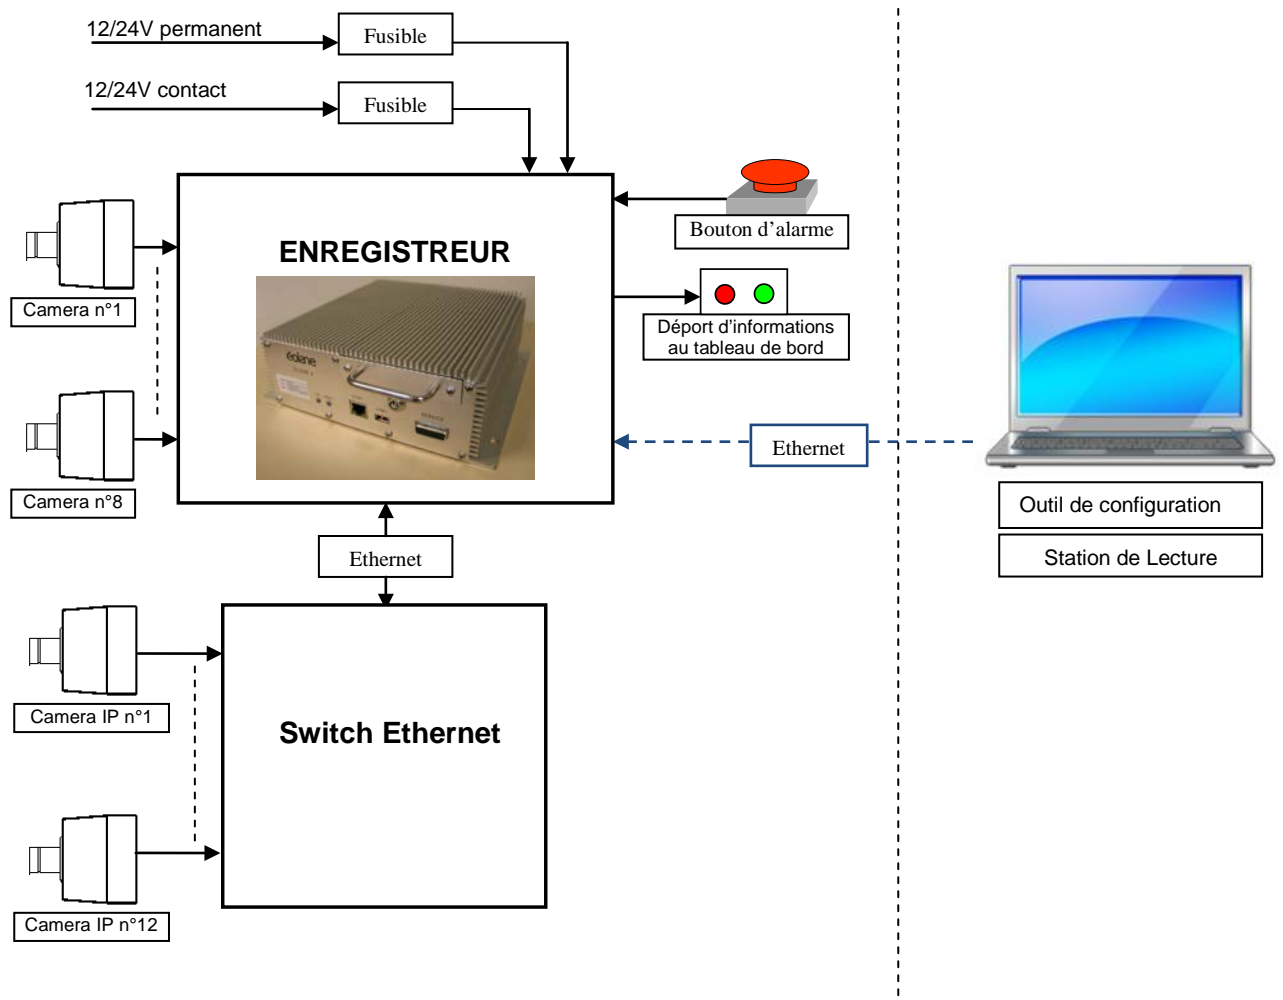 12/24V permanent
Fusible
12/24V contact
Fusible
ENREGISTREUR
éolane
Camera n°1
Camera n°8
Bouton d'alarme
Déport d'informations
au tableau de bord
Ethernet
Outil de configuration
Station de Lecture
Ethernet
Switch Ethernet
Camera IP n°1
Camera IP n°12